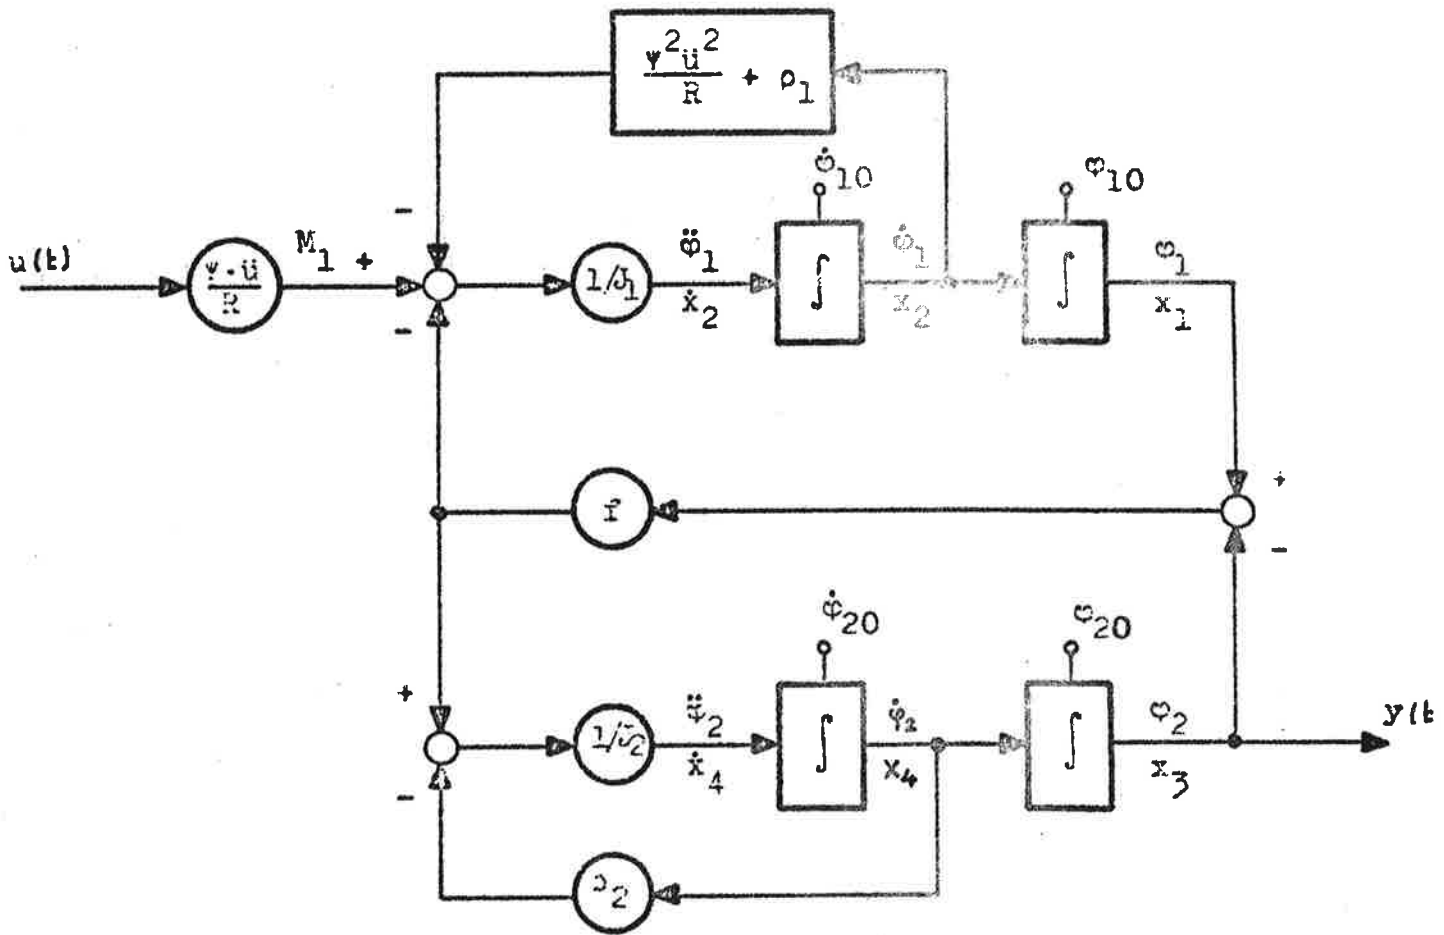 Ψ²ü²
R
+ ρ₁
φ̇₁₀
φ₁₀
−
u(t)
Ψ·ü
R
M₁ +
1/J₁
φ̈₁
ẋ₂
∫
φ̇₁
x₂
∫
φ₁
x₁
−
+
f
−
φ̇₂₀
φ₂₀
+
1/J₂
φ̈₂
ẋ₄
∫
φ̇₂
x₄
∫
φ₂
x₃
y(t
−
ρ₂